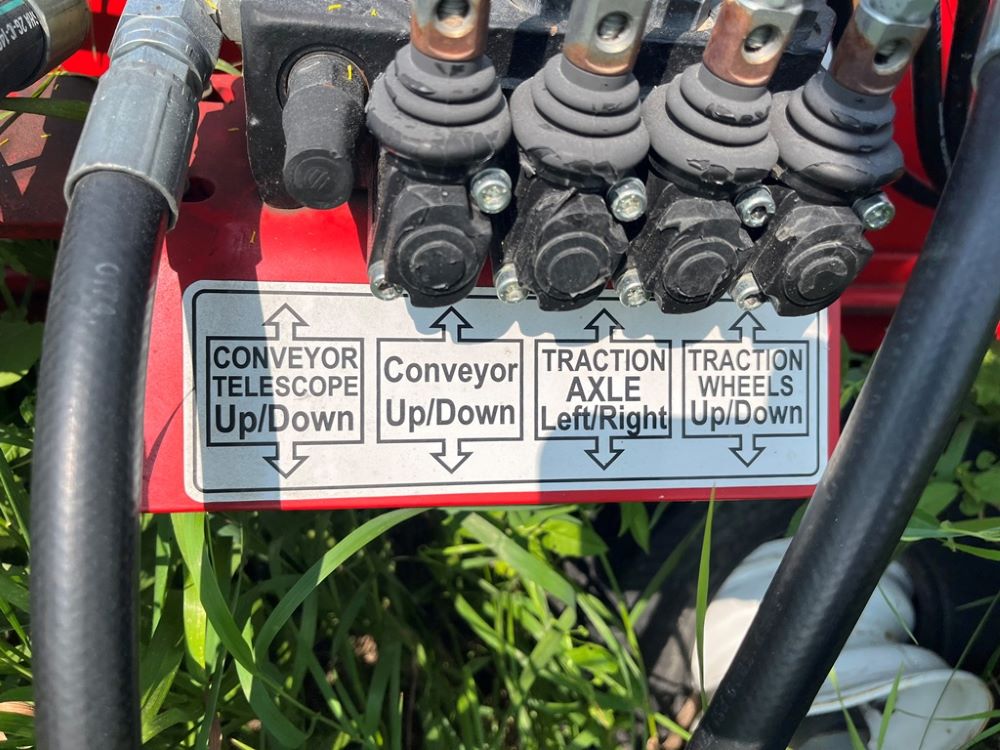 CONVEYOR
TELESCOPE
Up/Down
Conveyor
Up/Down
TRACTION
AXLE
Left/Right
TRACTION
WHEELS
Up/Down